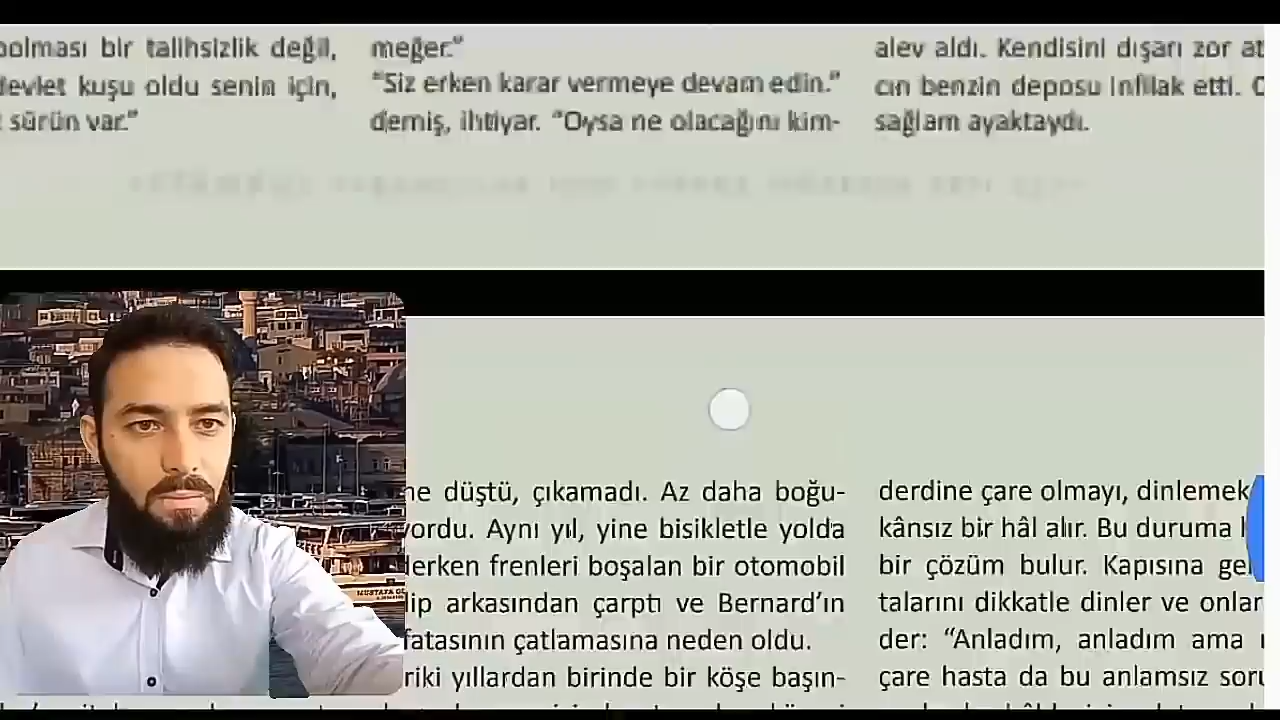 bolması bir talihsizlik değil,
devlet kuşu oldu senin için,
sürün var.”
meğer.”
“Siz erken karar vermeye devam edin.”
demiş, ihtiyar. “Oysa ne olacağını kim-
alev aldı. Kendisini dışarı zor at
cın benzin deposu infilak etti.
sağlam ayaktaydı.
ne düştü, çıkamadı. Az daha boğu-
yordu. Aynı yıl, yine bisikletle yolda
lerken frenleri boşalan bir otomobil
lip arkasından çarptı ve Bernard’ın
fatasının çatlamasına neden oldu.
riki yıllardan birinde bir köşe başın-
derdine çare olmayı, dinlemek
kânsız bir hâl alır. Bu duruma
bir çözüm bulur. Kapısına gel
talarını dikkatle dinler ve onlar
der: “Anladım, anladım ama
çare hasta da bu anlamsız soru